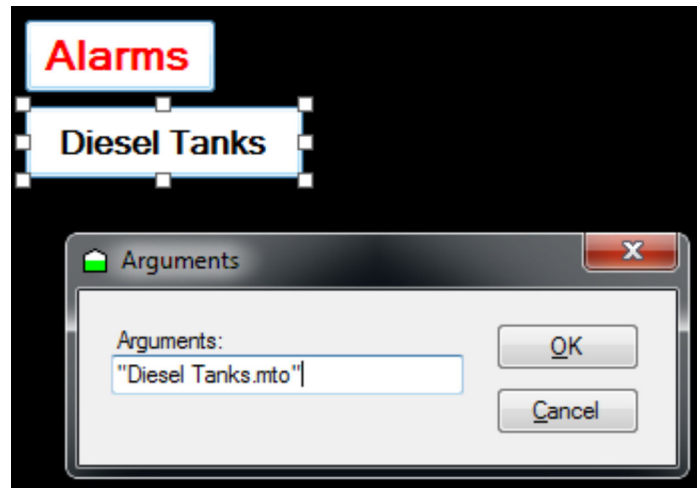 Alarms
Diesel Tanks
Arguments
Arguments:
"Diesel Tanks.mto"
OK
Cancel